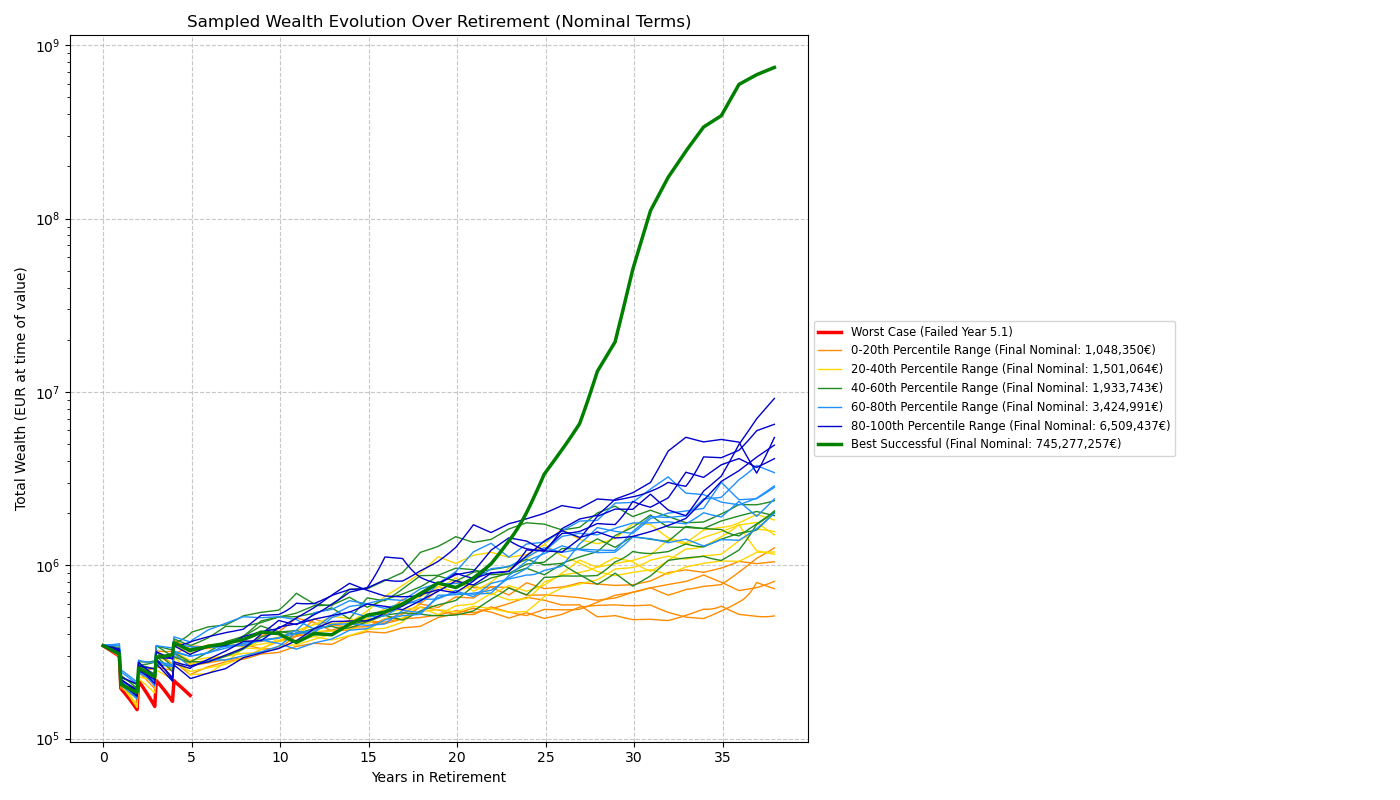 Sampled Wealth Evolution Over Retirement (Nominal Terms)
Total Wealth (EUR at time of value)
10⁹
10⁸
10⁷
10⁶
10⁵
0 5 10 15 20 25 30 35
Years in Retirement
Worst Case (Failed Year 5.1)
0-20th Percentile Range (Final Nominal: 1,048,350€)
20-40th Percentile Range (Final Nominal: 1,501,064€)
40-60th Percentile Range (Final Nominal: 1,933,743€)
60-80th Percentile Range (Final Nominal: 3,424,991€)
80-100th Percentile Range (Final Nominal: 6,509,437€)
Best Successful (Final Nominal: 745,277,257€)